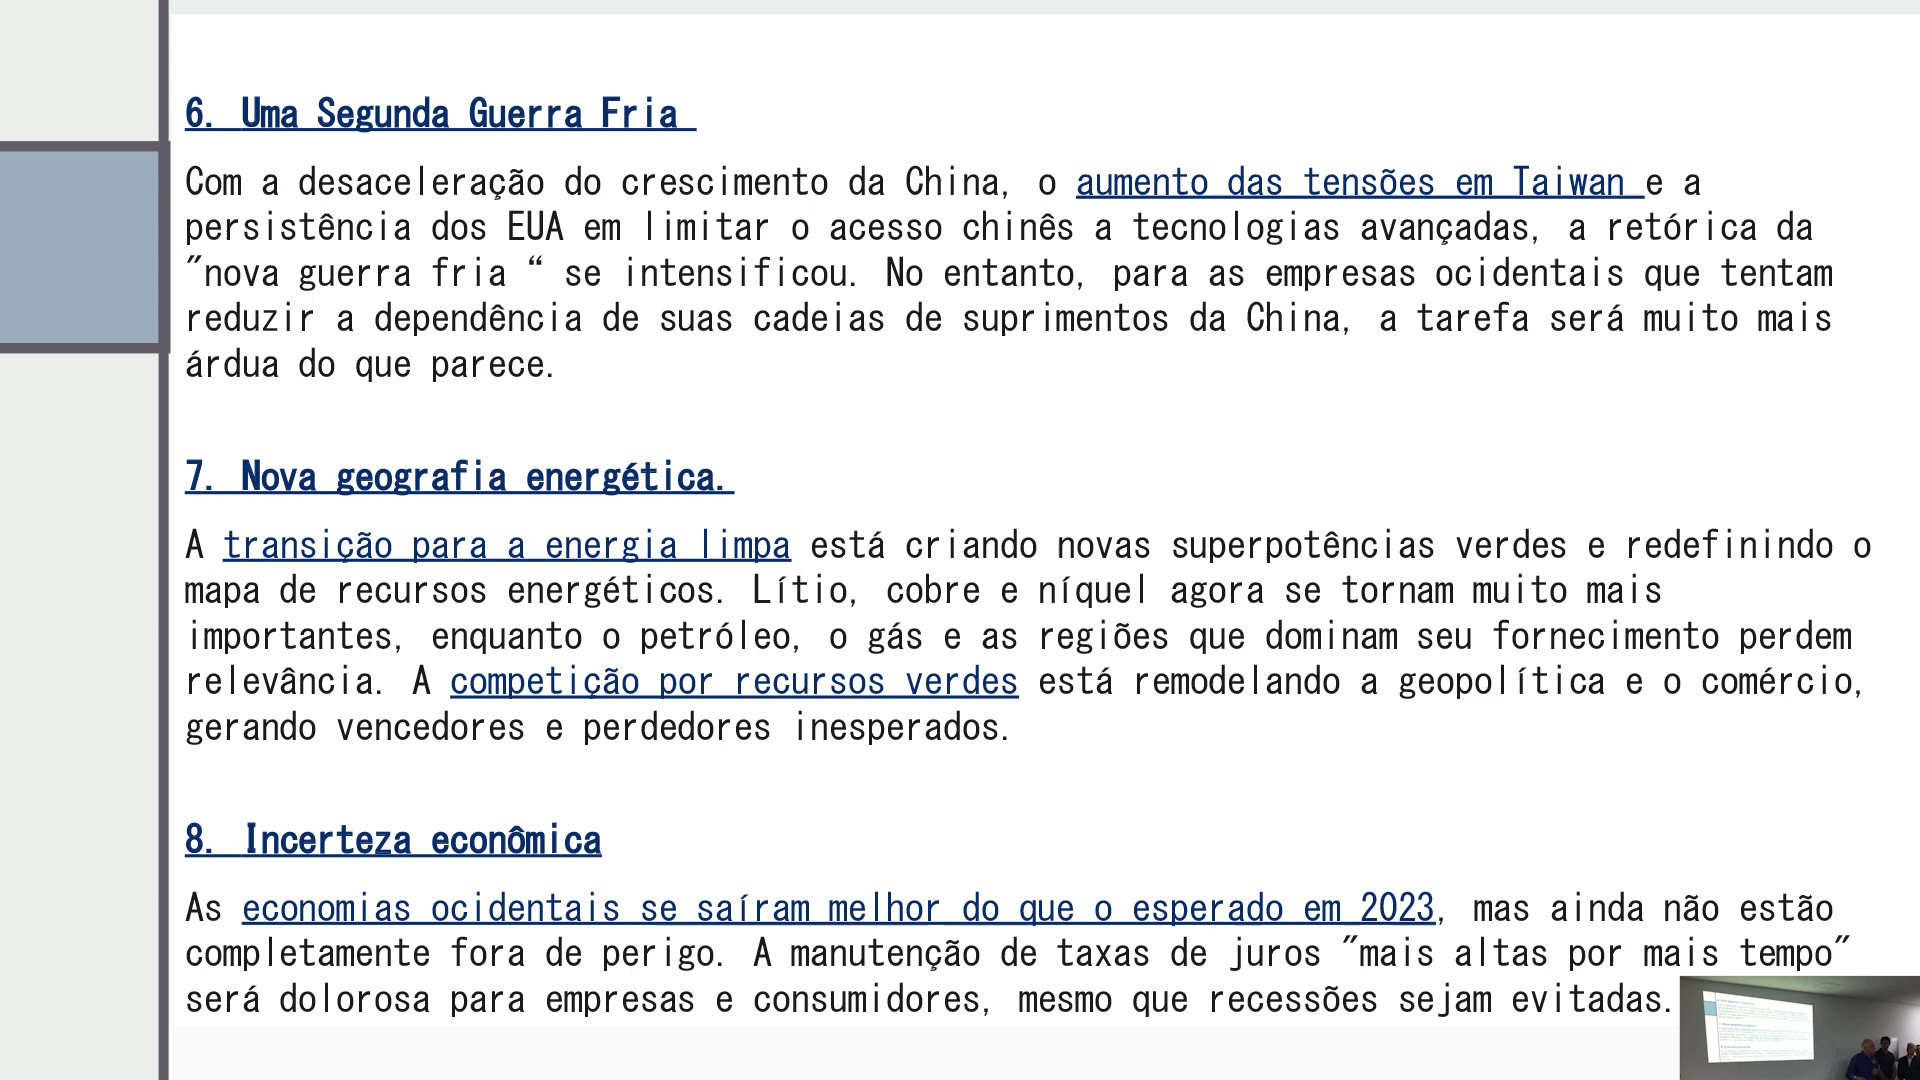 6. Uma Segunda Guerra Fria
Com a desaceleração do crescimento da China, o aumento das tensões em Taiwan e a
persistência dos EUA em limitar o acesso chinês a tecnologias avançadas, a retórica da
"nova guerra fria “ se intensificou. No entanto, para as empresas ocidentais que tentam
reduzir a dependência de suas cadeias de suprimentos da China, a tarefa será muito mais
árdua do que parece.
7. Nova geografia energética.
A transição para a energia limpa está criando novas superpotências verdes e redefinindo o
mapa de recursos energéticos. Lítio, cobre e níquel agora se tornam muito mais
importantes, enquanto o petróleo, o gás e as regiões que dominam seu fornecimento perdem
relevância. A competição por recursos verdes está remodelando a geopolítica e o comércio,
gerando vencedores e perdedores inesperados.
8. Incerteza econômica
As economias ocidentais se saíram melhor do que o esperado em 2023, mas ainda não estão
completamente fora de perigo. A manutenção de taxas de juros "mais altas por mais tempo"
será dolorosa para empresas e consumidores, mesmo que recessões sejam evitadas.